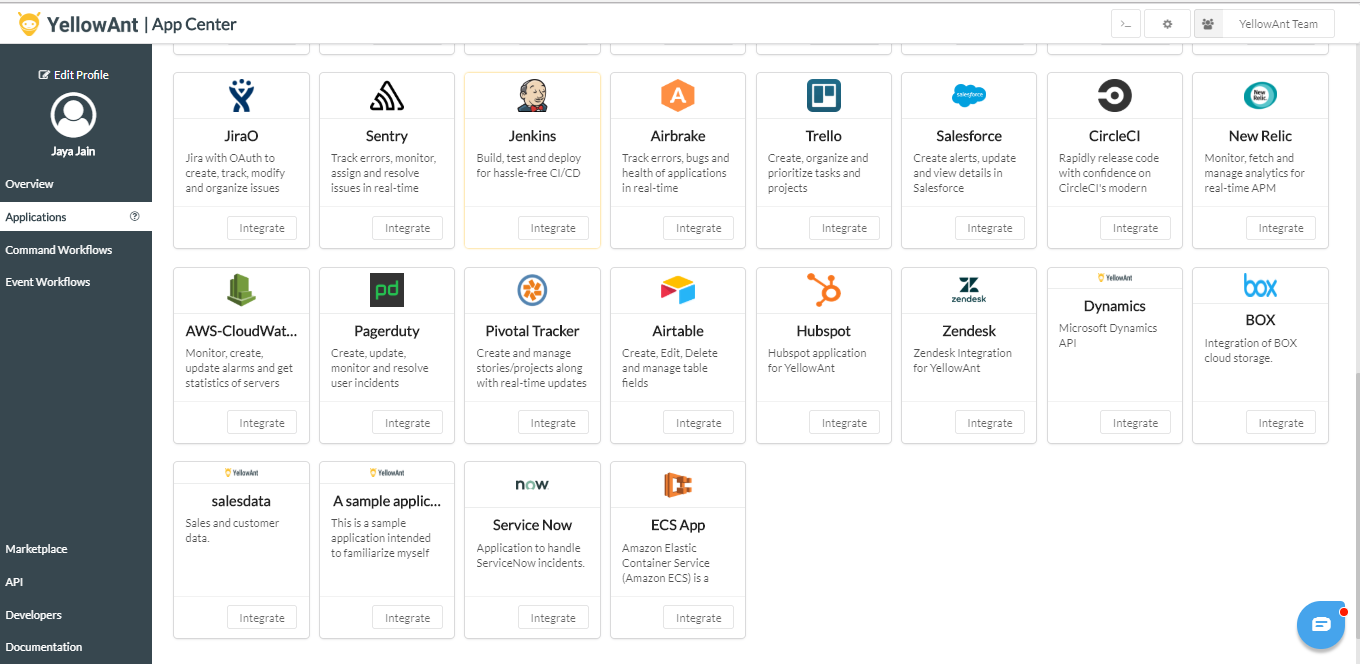 YellowAnt | App Center
>_
YellowAnt Team
Edit Profile
Jaya Jain
Overview
Applications
Command Workflows
Event Workflows
Marketplace
API
Developers
Documentation
JiraO
Jira with OAuth to
create, track, modify
and organize issues
Integrate
Sentry
Track errors, monitor,
assign and resolve
issues in real-time
Integrate
Jenkins
Build, test and deploy
for hassle-free CI/CD
Integrate
A
Airbrake
Track errors, bugs and
health of applications
in real-time
Integrate
Trello
Create, organize and
prioritize tasks and
projects
Integrate
salesforce
Salesforce
Create alerts, update
and view details in
Salesforce
Integrate
CircleCI
Rapidly release code
with confidence on
CircleCI's modern
Integrate
New
Relic
New Relic
Monitor, fetch and
manage analytics for
real-time APM
Integrate
AWS-CloudWat...
Monitor, create,
update alarms and get
statistics of servers
Integrate
pd
Pagerduty
Create, update,
monitor and resolve
user incidents
Integrate
Pivotal Tracker
Create and manage
stories/projects along
with real-time updates
Integrate
Airtable
Create, Edit, Delete
and manage table
fields
Integrate
Hubspot
Hubspot application
for YellowAnt
Integrate
zendesk
Zendesk
Zendesk Integration
for YellowAnt
Integrate
YellowAnt
Dynamics
Microsoft Dynamics
API
Integrate
box
BOX
Integration of BOX
cloud storage.
Integrate
YellowAnt
salesdata
Sales and customer
data.
Integrate
YellowAnt
A sample applic...
This is a sample
application intended
to familiarize myself
Integrate
now
Service Now
Application to handle
ServiceNow incidents.
Integrate
ECS App
Amazon Elastic
Container Service
(Amazon ECS) is a
Integrate